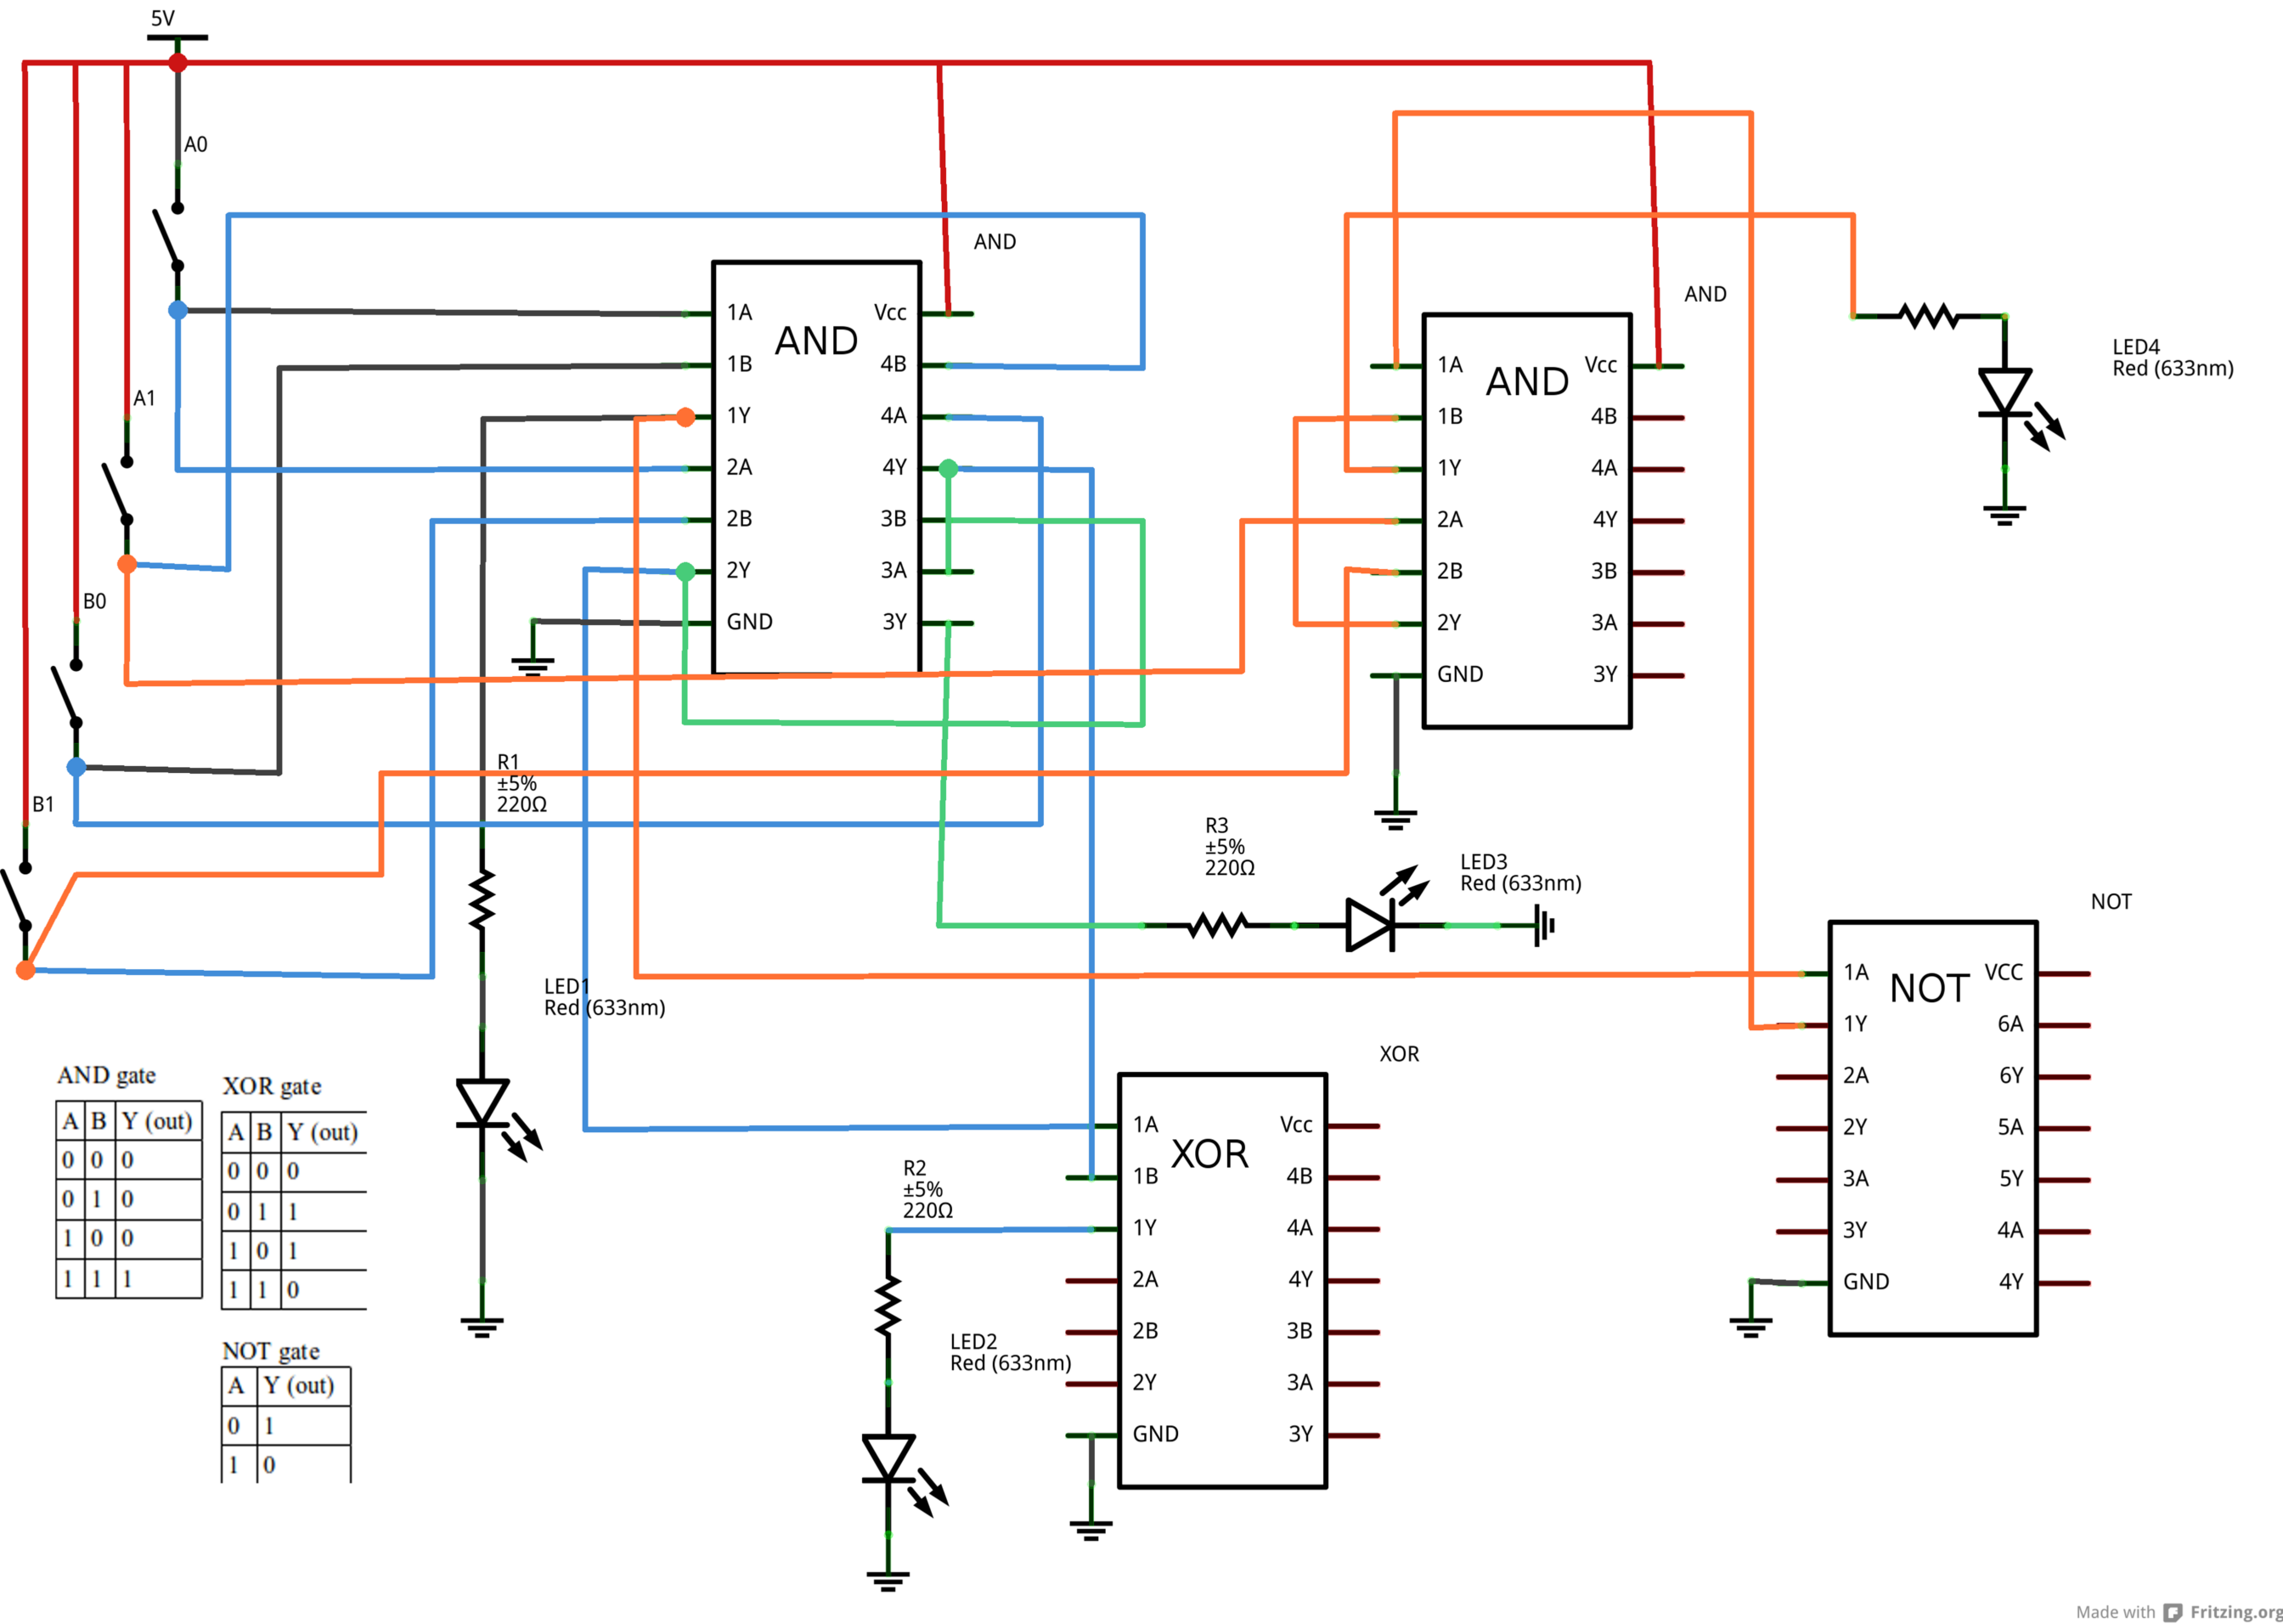 5V
A0
A1
B0
B1
AND
AND
1A
1B
1Y
2A
2B
2Y
GND
Vcc
4B
4A
4Y
3B
3A
3Y
AND
AND
1A
1B
1Y
2A
2B
2Y
GND
Vcc
4B
4A
4Y
3B
3A
3Y
LED4
Red (633nm)
R1
±5%
220Ω
LED1
Red (633nm)
R3
±5%
220Ω
LED3
Red (633nm)
NOT
NOT
1A
1Y
2A
2Y
3A
3Y
GND
VCC
6A
6Y
5A
5Y
4A
4Y
XOR
XOR
1A
1B
1Y
2A
2B
2Y
GND
Vcc
4B
4A
4Y
3B
3A
3Y
R2
±5%
220Ω
LED2
Red (633nm)
AND gate
A B Y (out)
0 0 0
0 1 0
1 0 0
1 1 1
XOR gate
A B Y (out)
0 0 0
0 1 1
1 0 1
1 1 0
NOT gate
A Y (out)
0 1
1 0
Made with Fritzing.org